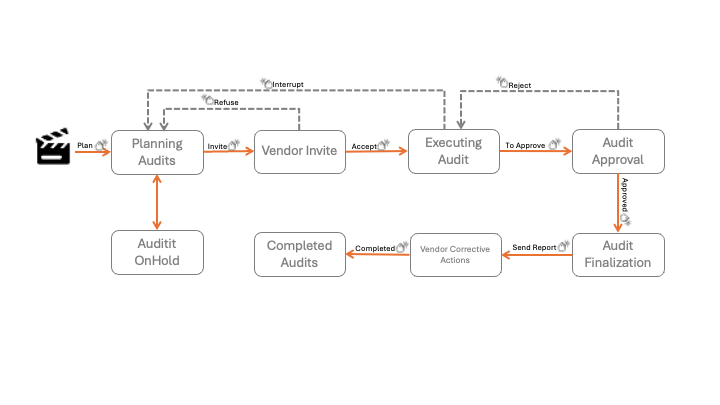 Interrupt
Reject
Refuse
Plan
Planning
Audits
Invite
Vendor Invite
Accept
Executing
Audit
To Approve
Audit
Approval
Approved
Auditit
OnHold
Completed
Audits
Completed
Vendor Corrective
Actions
Send Report
Audit
Finalization